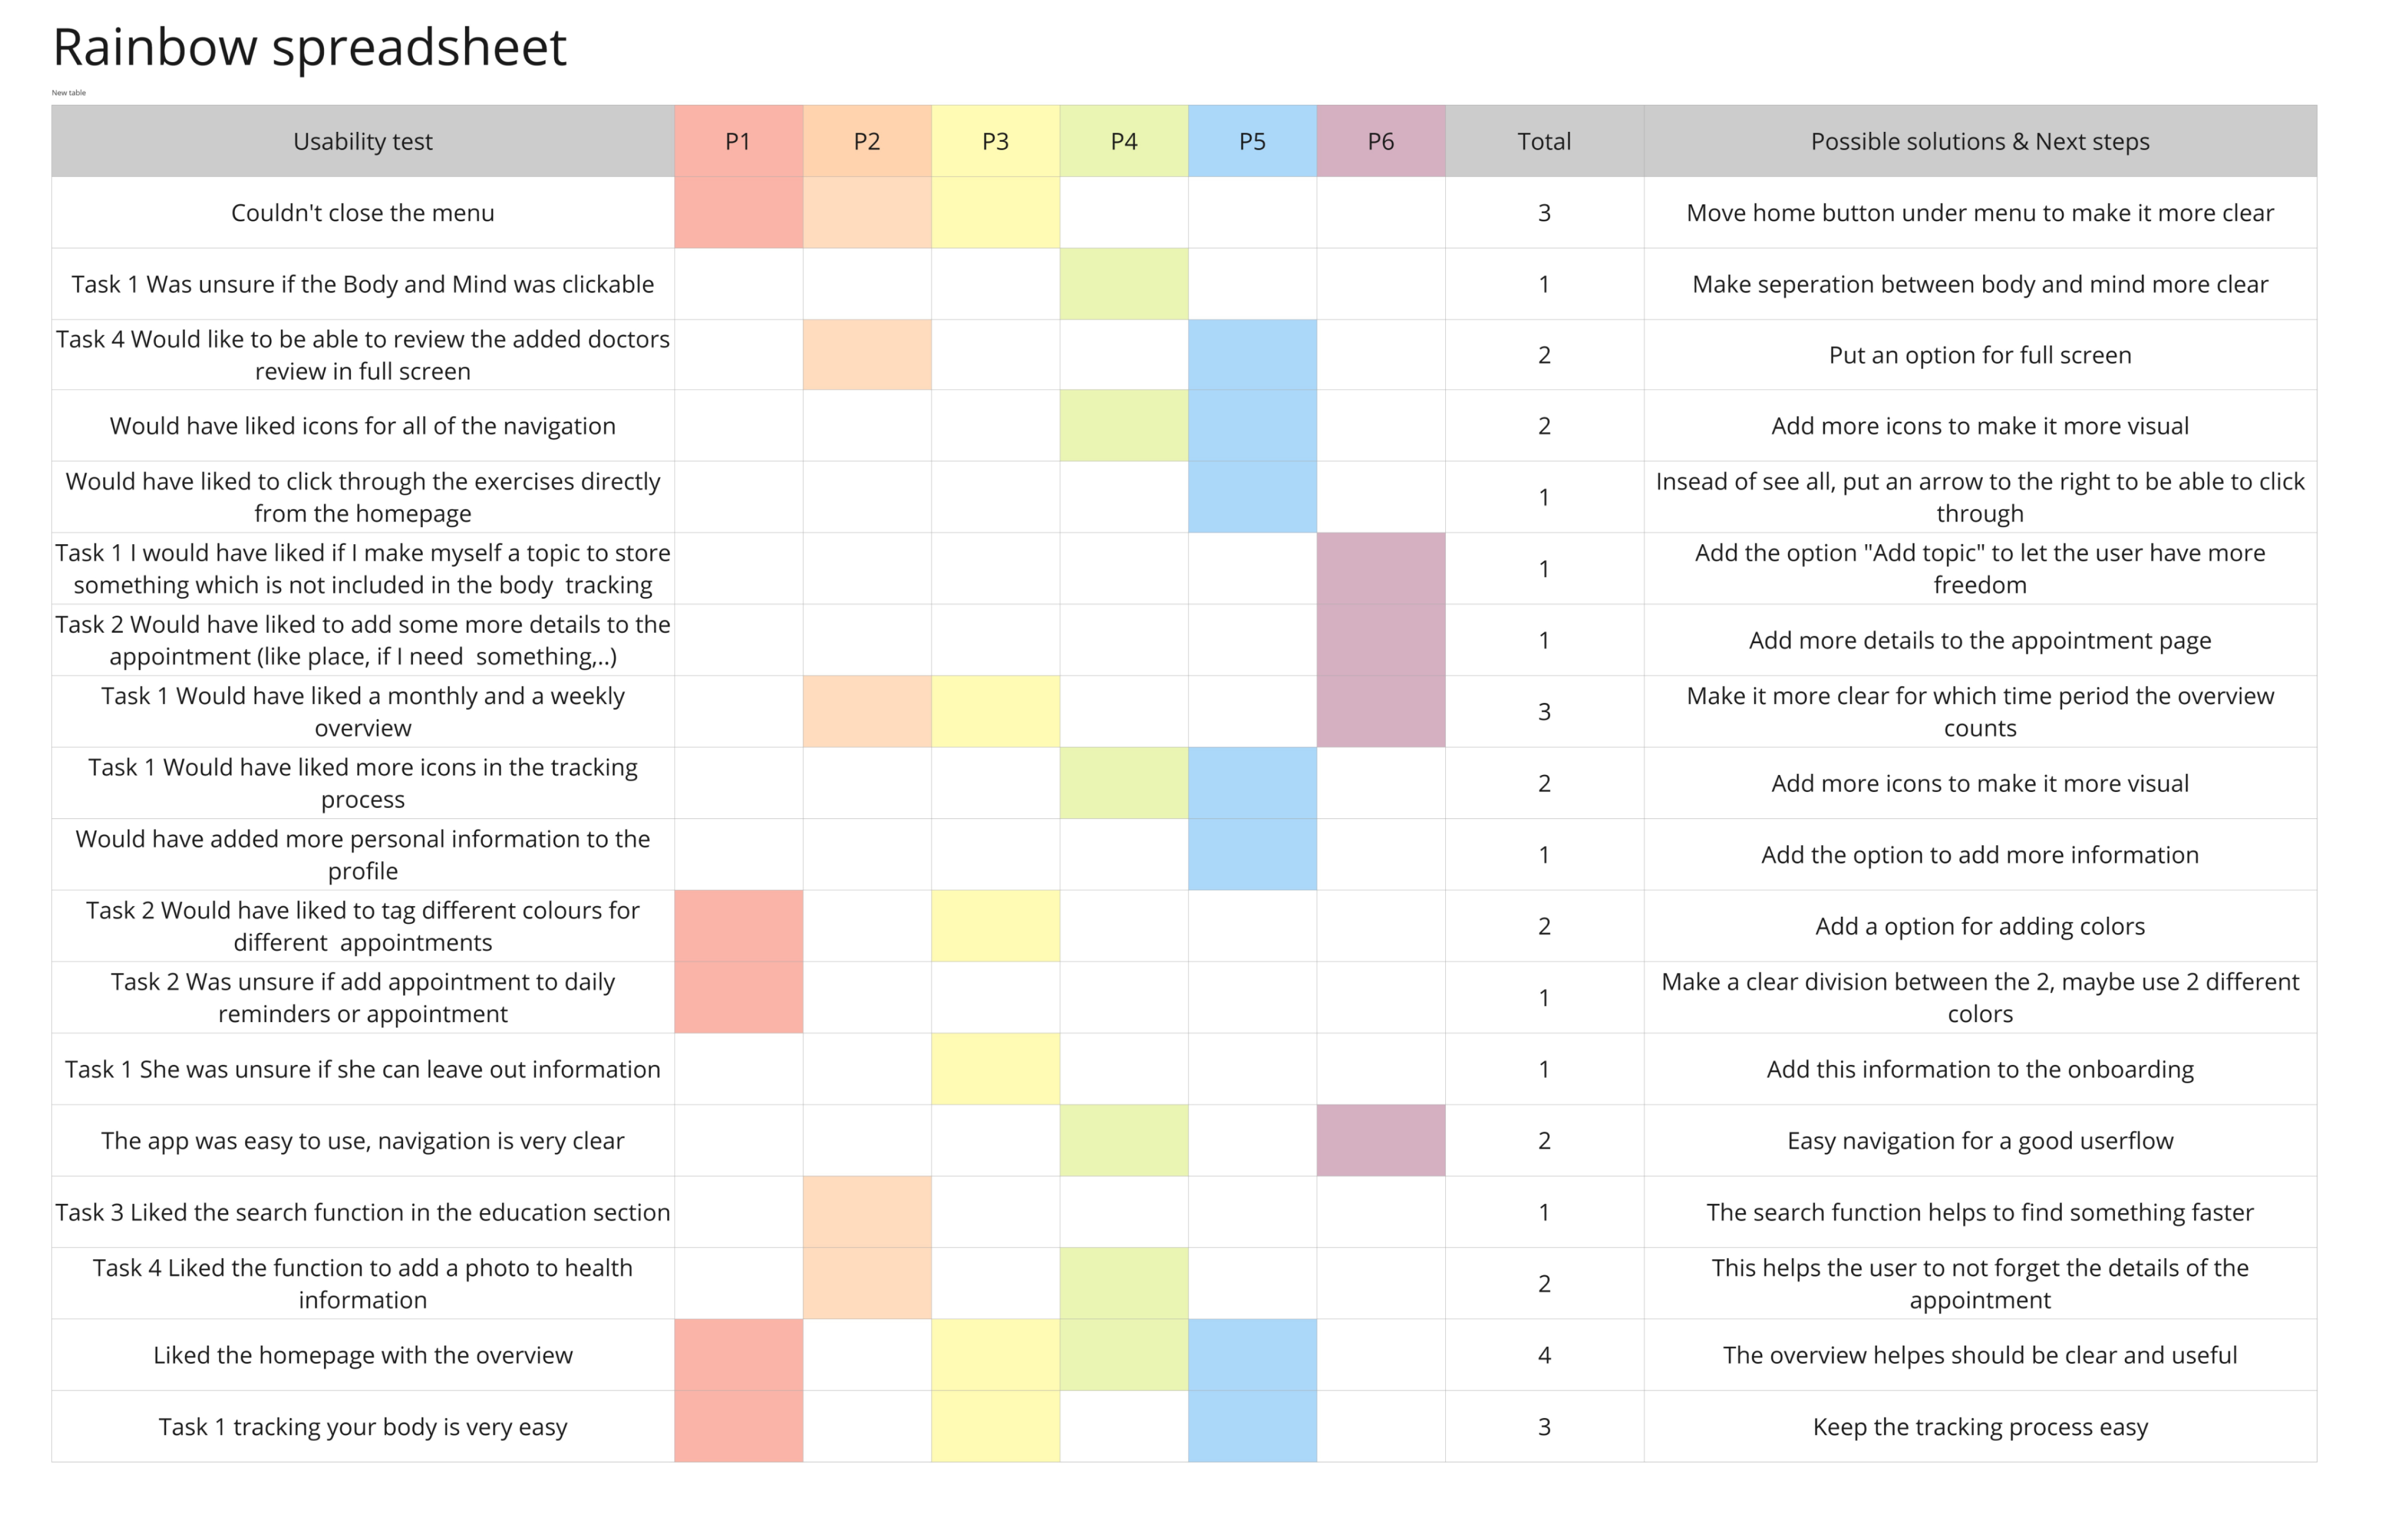 Rainbow spreadsheet
New table
Usability test P1 P2 P3 P4 P5 P6 Total Possible solutions & Next steps
Couldn't close the menu 3 Move home button under menu to make it more clear
Task 1 Was unsure if the Body and Mind was clickable 1 Make seperation between body and mind more clear
Task 4 Would like to be able to review the added doctors
review in full screen
2 Put an option for full screen
Would have liked icons for all of the navigation 2 Add more icons to make it more visual
Would have liked to click through the exercises directly
from the homepage
1
Insead of see all, put an arrow to the right to be able to click
through
Task 1 I would have liked if I make myself a topic to store
something which is not included in the body  tracking
1
Add the option "Add topic" to let the user have more
freedom
Task 2 Would have liked to add some more details to the
appointment (like place, if I need  something,..)
1 Add more details to the appointment page
Task 1 Would have liked a monthly and a weekly
overview
3
Make it more clear for which time period the overview
counts
Task 1 Would have liked more icons in the tracking
process
2 Add more icons to make it more visual
Would have added more personal information to the
profile
1 Add the option to add more information
Task 2 Would have liked to tag different colours for
different  appointments
2 Add a option for adding colors
Task 2 Was unsure if add appointment to daily
reminders or appointment
1
Make a clear division between the 2, maybe use 2 different
colors
Task 1 She was unsure if she can leave out information 1 Add this information to the onboarding
The app was easy to use, navigation is very clear 2 Easy navigation for a good userflow
Task 3 Liked the search function in the education section 1 The search function helps to find something faster
Task 4 Liked the function to add a photo to health
information
2
This helps the user to not forget the details of the
appointment
Liked the homepage with the overview 4 The overview helpes should be clear and useful
Task 1 tracking your body is very easy 3 Keep the tracking process easy